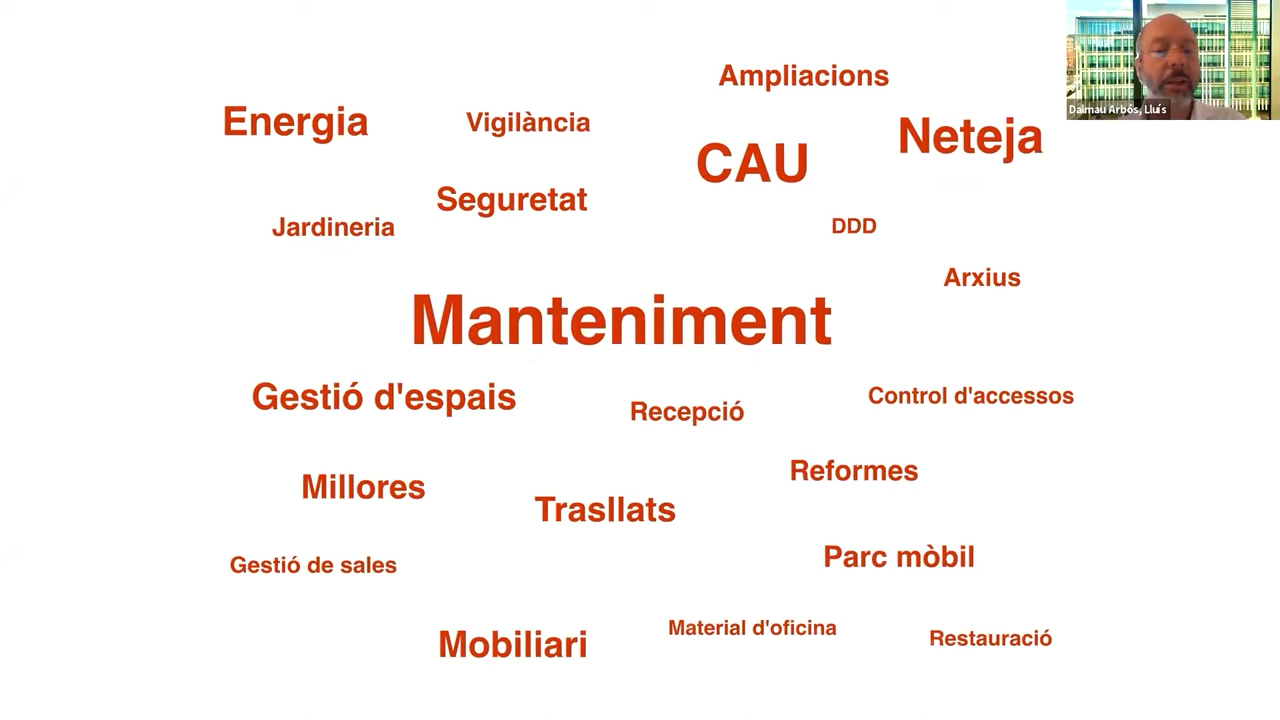 Ampliacions
Energia
Vigilància
Neteja
CAU
Dalmau Arbós, Lluís
Seguretat
Jardineria
DDD
Arxius
Manteniment
Gestió d'espais
Recepció
Control d'accessos
Millores
Reformes
Trasllats
Gestió de sales
Parc mòbil
Mobiliari
Material d'oficina
Restauració